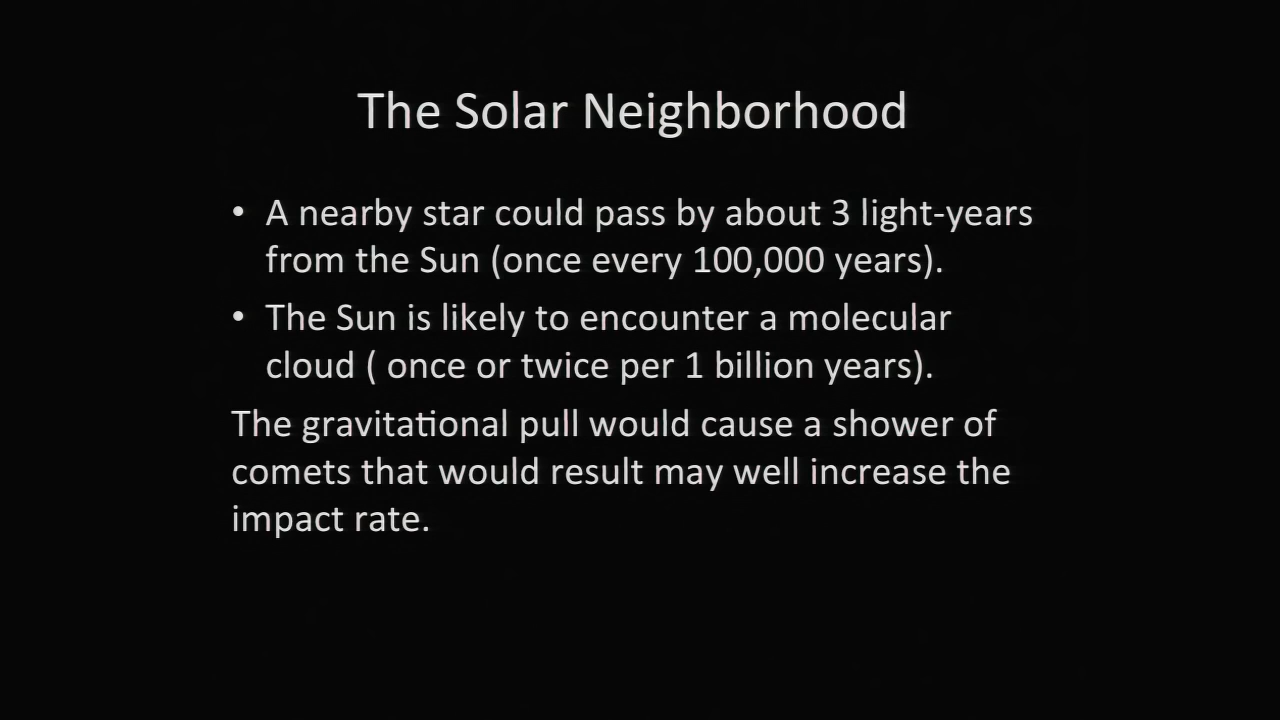 The Solar Neighborhood
• A nearby star could pass by about 3 light-years
from the Sun (once every 100,000 years).
• The Sun is likely to encounter a molecular
cloud ( once or twice per 1 billion years).
The gravitational pull would cause a shower of
comets that would result may well increase the
impact rate.